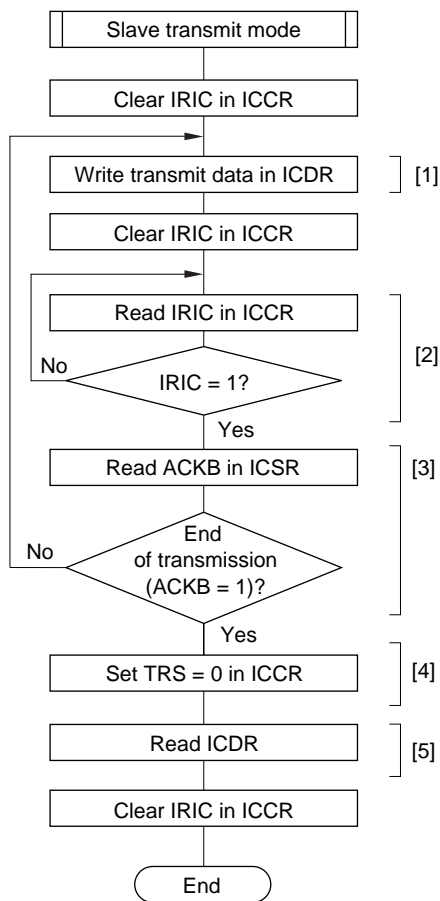 Slave transmit mode
Clear IRIC in ICCR
Write transmit data in ICDR
[1]
Clear IRIC in ICCR
Read IRIC in ICCR
[2]
No
IRIC = 1?
Yes
Read ACKB in ICSR
[3]
No
End
of transmission
(ACKB = 1)?
Yes
Set TRS = 0 in ICCR
[4]
Read ICDR
[5]
Clear IRIC in ICCR
End